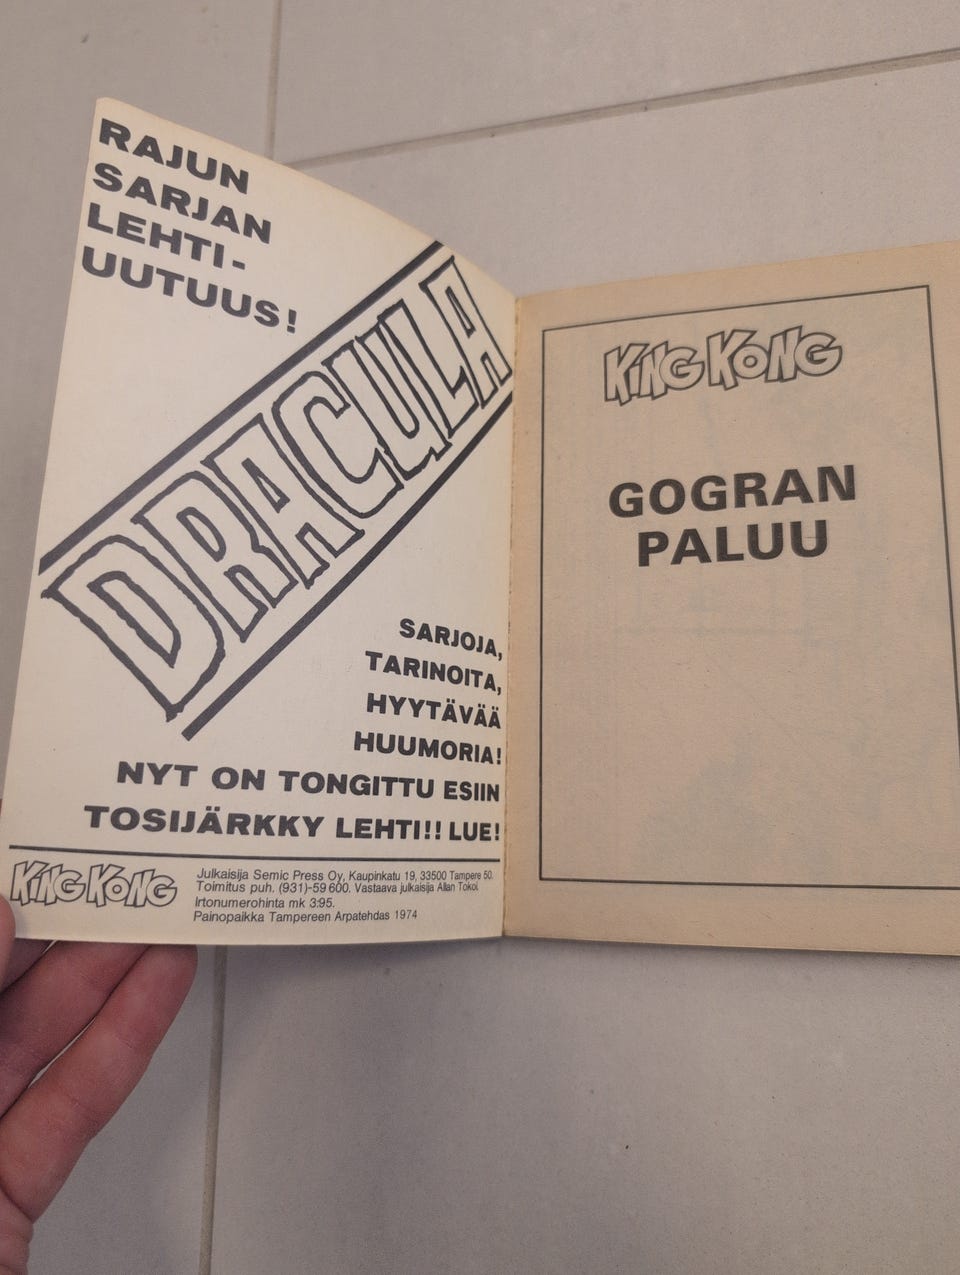 RAJUN
SARJAN
LEHTI-
UUTUUS!
DRACULA
SARJOJA,
TARINOITA,
HYYTÄVÄÄ
HUUMORIA!
NYT ON TONGITTU ESIIN
TOSIJÄRKKY LEHTI!! LUE!
KING KONG
Julkaisija Semic Press Oy, Kaupinkatu 19, 33500 Tampere 50.
Toimitus puh. (931)-59 600. Vastaava julkaisija Allan Tokoi.
Irtonumerohinta mk 3:95.
Painopaikka Tampereen Arpatehdas 1974
KING KONG
GOGRAN
PALUU